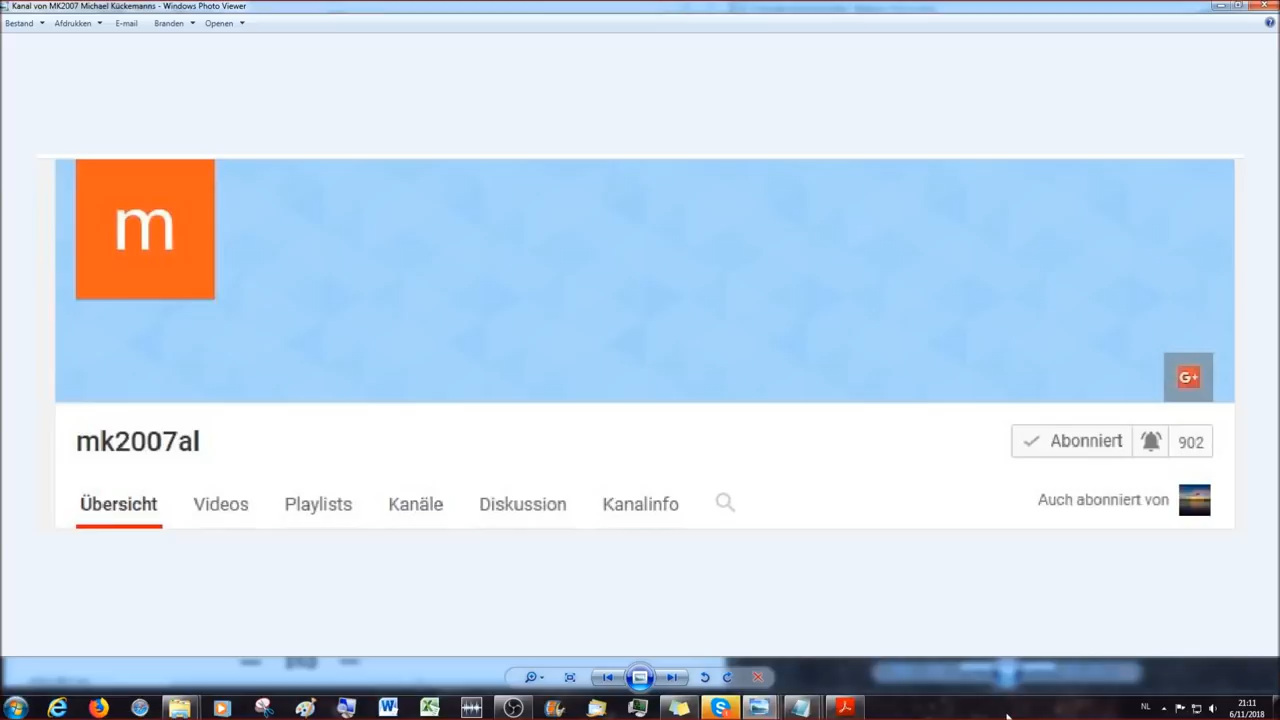 Kanal von MK2007 Michael Kückemanns - Windows Photo Viewer
Bestand Afdrukken E-mail Branden Openen
m
G+
mk2007al
Abonniert 902
Übersicht Videos Playlists Kanäle Diskussion Kanalinfo
Auch abonniert von
NL
21:11
6/11/2018